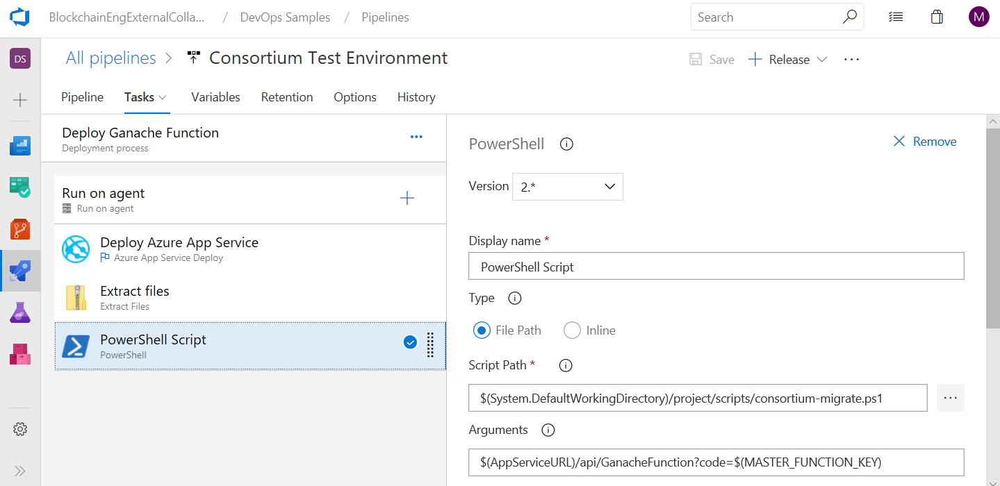 BlockchainEngExternalColla... / DevOps Samples / Pipelines
Search
M
DS
All pipelines > Consortium Test Environment
Save
+ Release
...
Pipeline Tasks Variables Retention Options History
Deploy Ganache Function
Deployment process
...
Run on agent
Run on agent
Deploy Azure App Service
Azure App Service Deploy
Extract files
Extract Files
PowerShell Script
PowerShell
PowerShell
Remove
Version 2.*
Display name *
PowerShell Script
Type
File Path Inline
Script Path *
$(System.DefaultWorkingDirectory)/project/scripts/consortium-migrate.ps1
...
Arguments
$(AppServiceURL)/api/GanacheFunction?code=$(MASTER_FUNCTION_KEY)